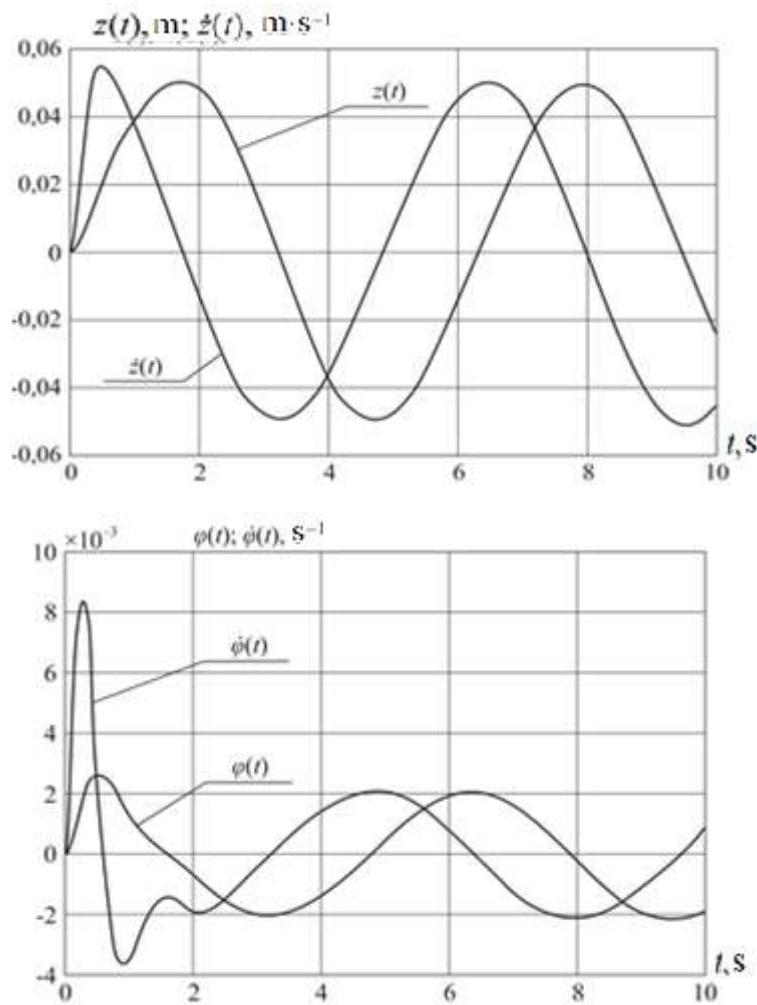 z(t), m; ż(t), m·s⁻¹
0,06
0,04
z(t)
0,02
0
-0,02
ż(t)
-0,04
-0,06
t, s
0 2 4 6 8 10
10 ×10⁻³ φ(t); φ̇(t), s⁻¹
8
φ̇(t)
6
4
φ(t)
2
0
-2
-4
t, s
0 2 4 6 8 10